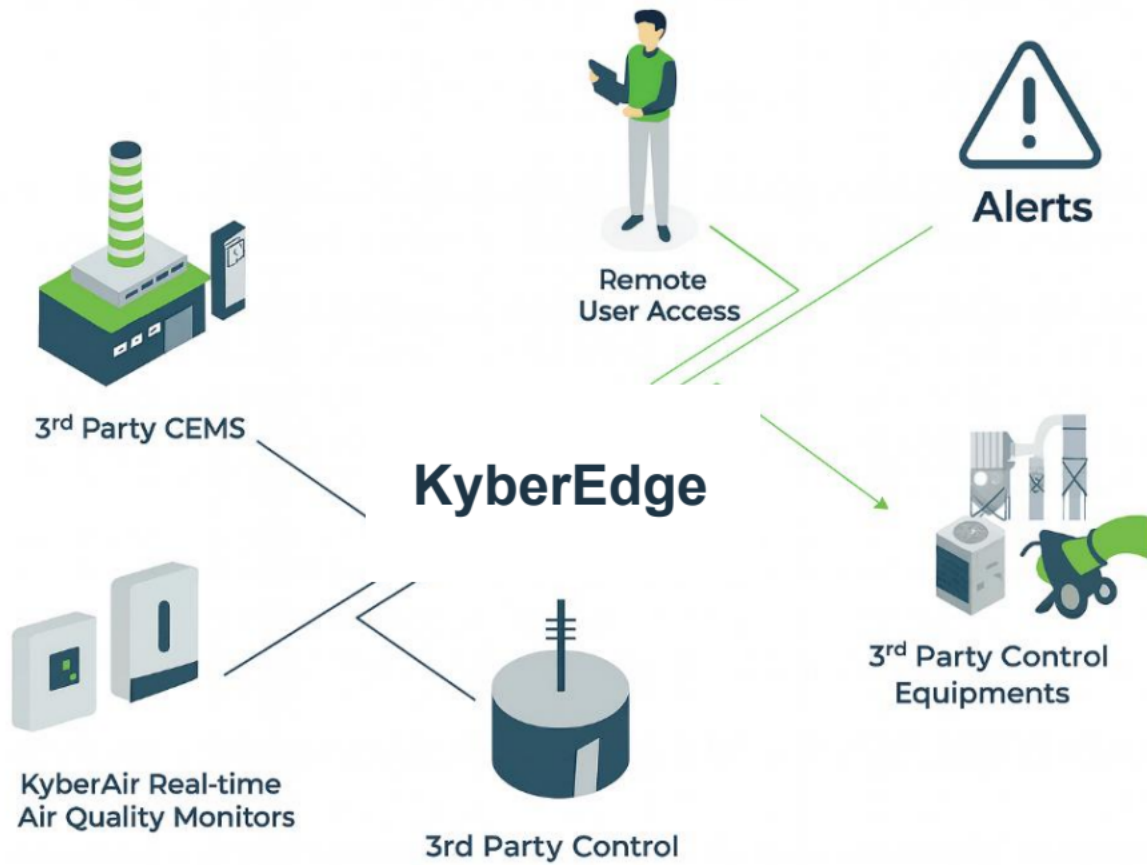 Alerts
Remote
User Access
3rd Party CEMS
KyberEdge
3rd Party Control
Equipments
KyberAir Real-time
Air Quality Monitors
3rd Party Control